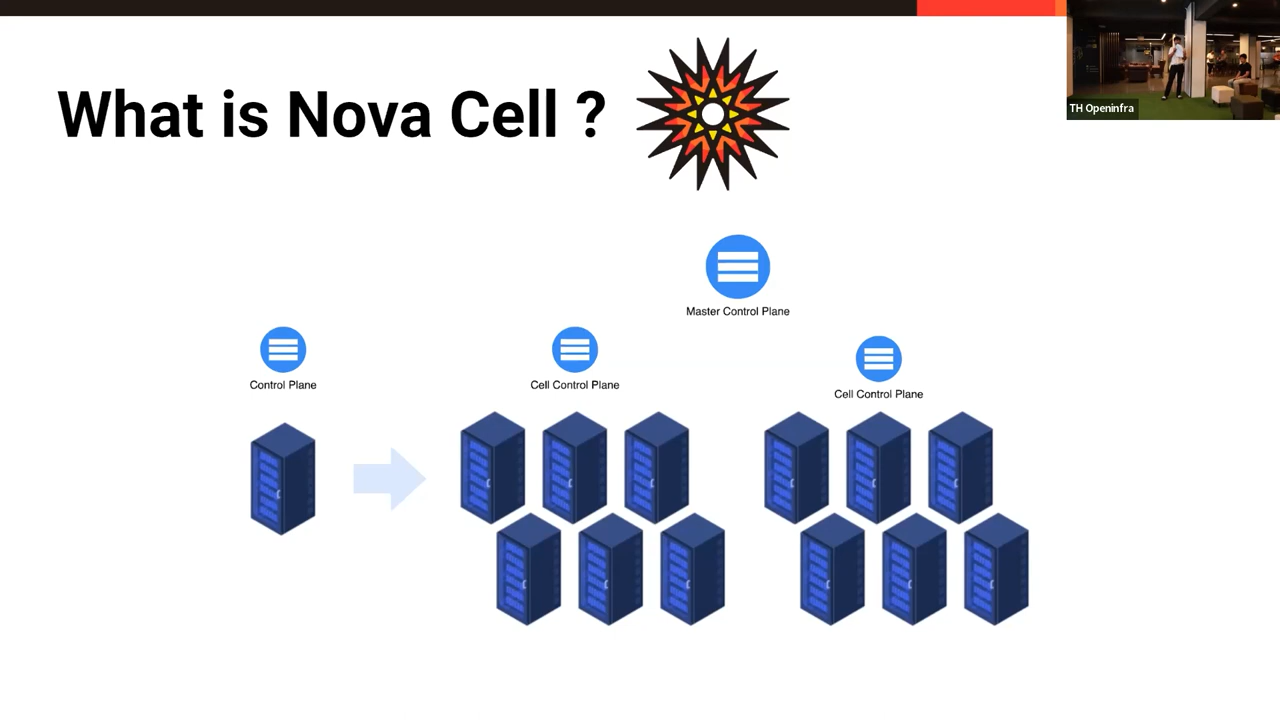 What is Nova Cell ?
TH Openinfra
Master Control Plane
Control Plane
Cell Control Plane
Cell Control Plane